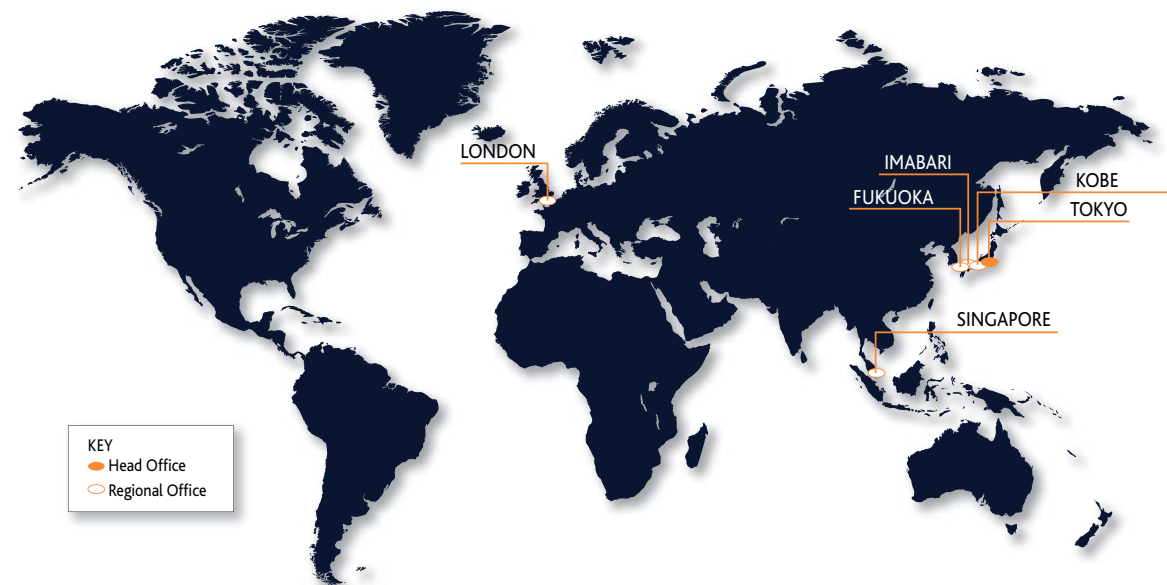 LONDON
IMABARI
KOBE
FUKUOKA
TOKYO
SINGAPORE
KEY
Head Office
Regional Office